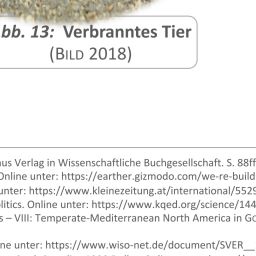 bb. 13: Verbranntes Tier
(BILD 2018)
us Verlag in Wissenschaftliche Buchgesellschaft. S. 88ff
Online unter: https://earther.gizmodo.com/we-re-build
unter: https://www.kleinezeitung.at/international/5529
litics. Online unter: https://www.kqed.org/science/144
s – VIII: Temperate-Mediterranean North America in Go
ne unter: https://www.wiso-net.de/document/SVER__